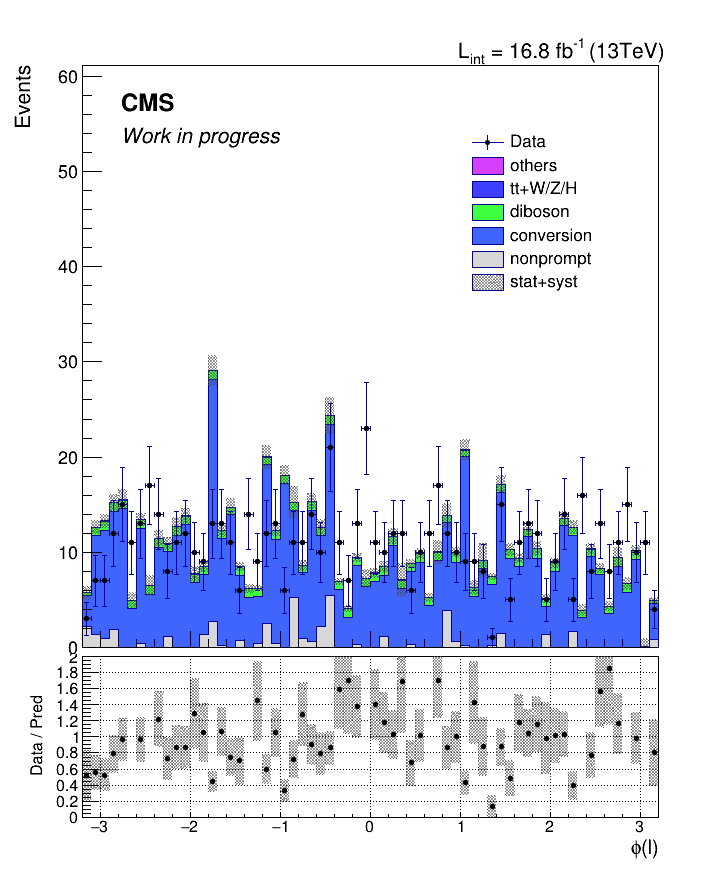 L_int = 16.8 fb^-1 (13TeV)
Events
60
CMS
Work in progress
Data
others
50
tt+W/Z/H
diboson
conversion
40
nonprompt
stat+syst
30
20
10
0
Data / Pred
2
1.8
1.6
1.4
1.2
1
0.8
0.6
0.4
0.2
0
−3 −2 −1 0 1 2 3
ϕ(l)